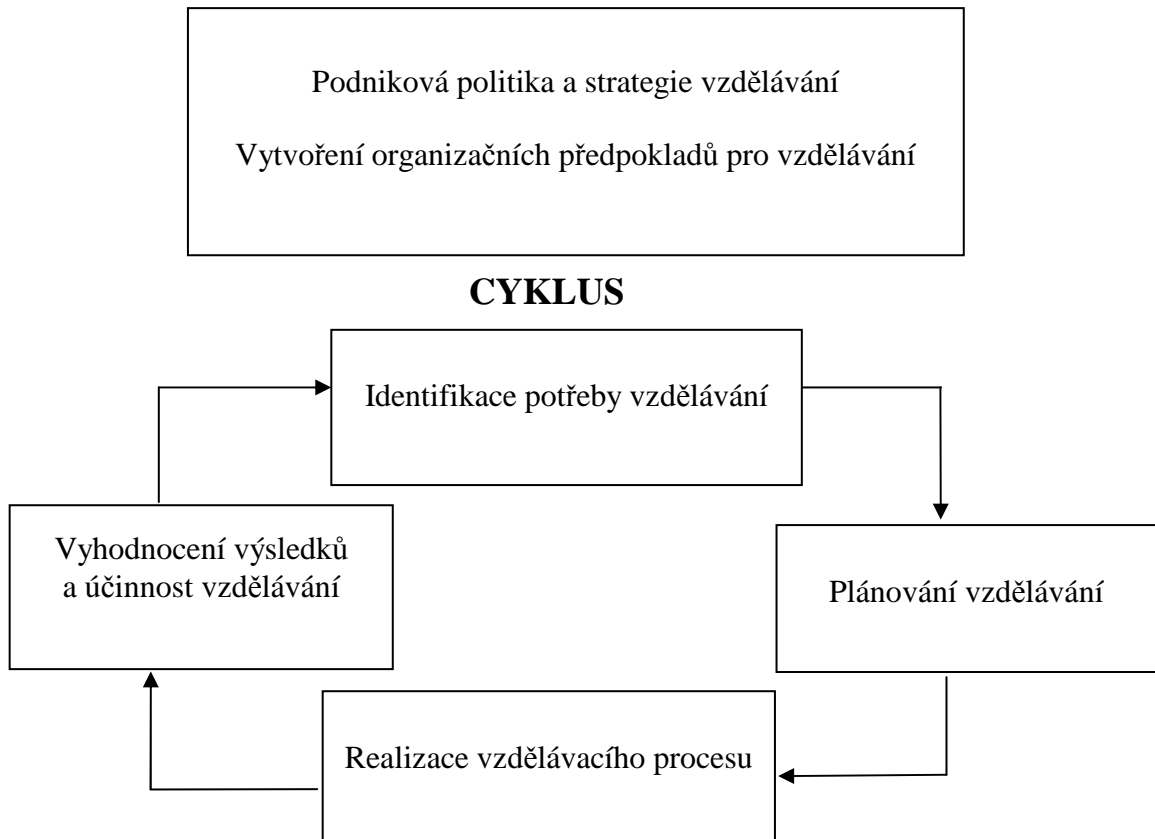 Podniková politika a strategie vzdělávání
Vytvoření organizačních předpokladů pro vzdělávání
CYKLUS
Identifikace potřeby vzdělávání
Vyhodnocení výsledků
a účinnost vzdělávání
Plánování vzdělávání
Realizace vzdělávacího procesu